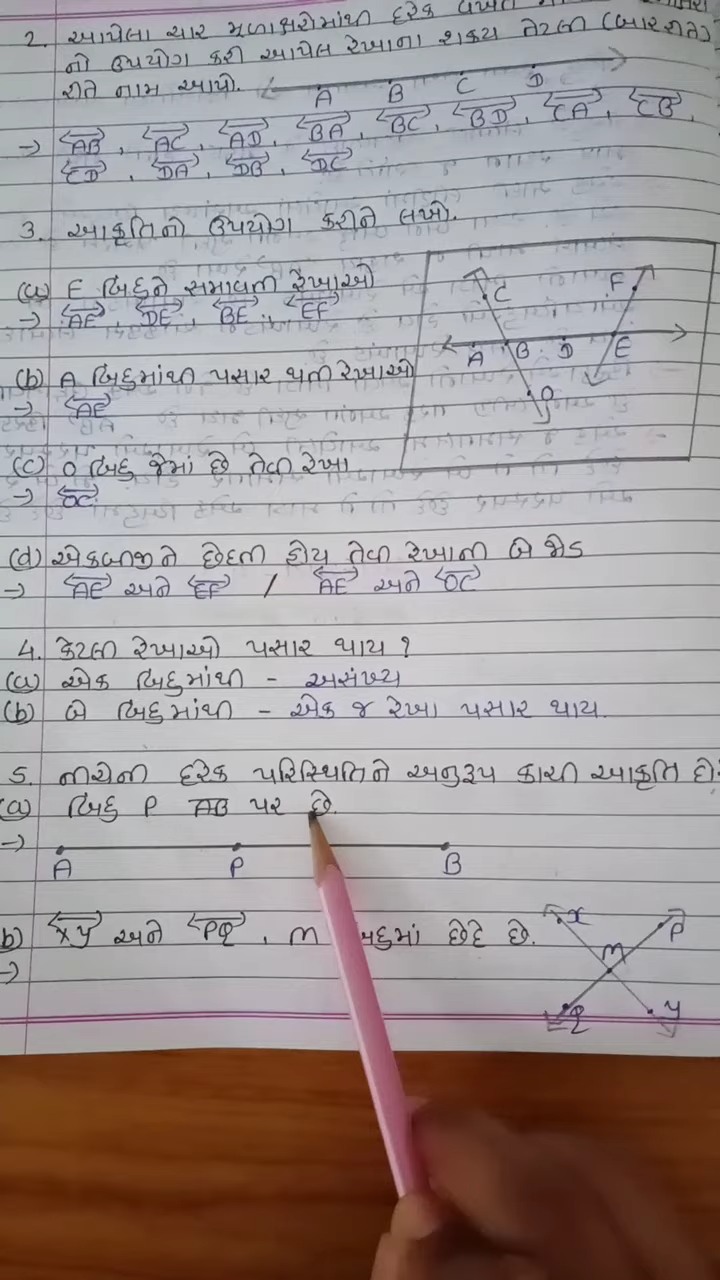 2. આપેલા ચાર મૂળાક્ષરોમાંથી દરેક વખતે
નો ઉપયોગ કરી આપેલ રેખાના શક્ય તેટલી (બાર રીતે)
રીતે નામ આપો.
A B C D
→ AB, AC, AD, BA, BC, BD, CA, CB,
CD, DA, DB, DC
3. આકૃતિનો ઉપયોગ કરીને લખો.
(a) E બિંદુને સમાવતી રેખાઓ
→ AE, DE, BE, EF
C F
A B D E
O
(b) A બિંદુમાંથી પસાર થતી રેખાઓ
→ AE
(c) O બિંદુ જેમાં છે તેવી રેખા
→ OC
(d) એકબીજીને છેદતી હોય તેવી રેખાની બે જોડ
→ AE અને EF / AE અને OC
4. કેટલી રેખાઓ પસાર થાય ?
(a) એક બિંદુમાંથી - અસંખ્ય
(b) બે બિંદુમાંથી - એક જ રેખા પસાર થાય.
5. નીચેની દરેક પરિસ્થિતિને અનુરૂપ કાચી આકૃતિ
(a) બિંદુ P AB પર છે.
→
A P B
b) XY અને PQ, M બિંદુમાં છેદે છે.
→
X P
M
Q Y